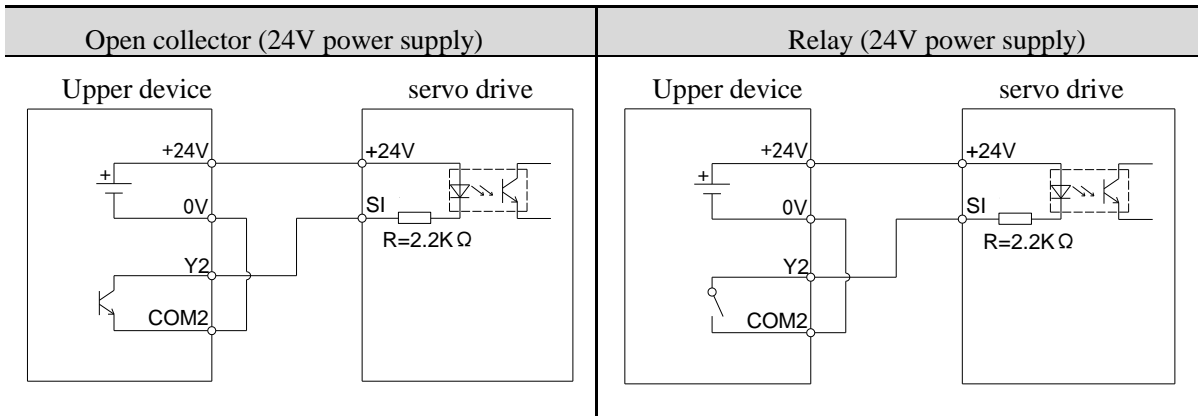 Open collector (24V power supply)
Relay (24V power supply)
Upper device
servo drive
+24V
+24V
+
0V
SI
R=2.2KΩ
Y2
COM2
Upper device
servo drive
+24V
+24V
+
0V
SI
R=2.2KΩ
Y2
COM2